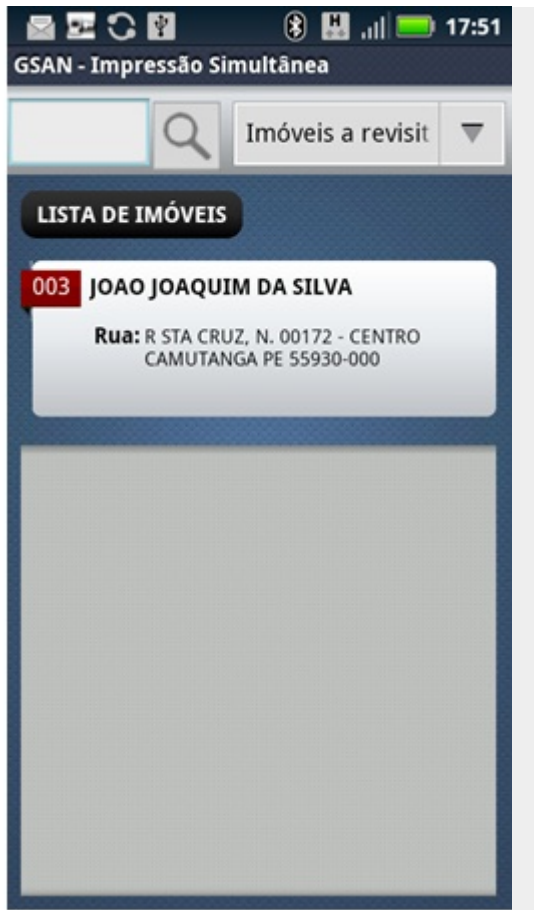 17:51
GSAN - Impressão Simultânea
Imóveis a revisit
LISTA DE IMÓVEIS
003 JOAO JOAQUIM DA SILVA
Rua: R STA CRUZ, N. 00172 - CENTRO
CAMUTANGA PE 55930-000